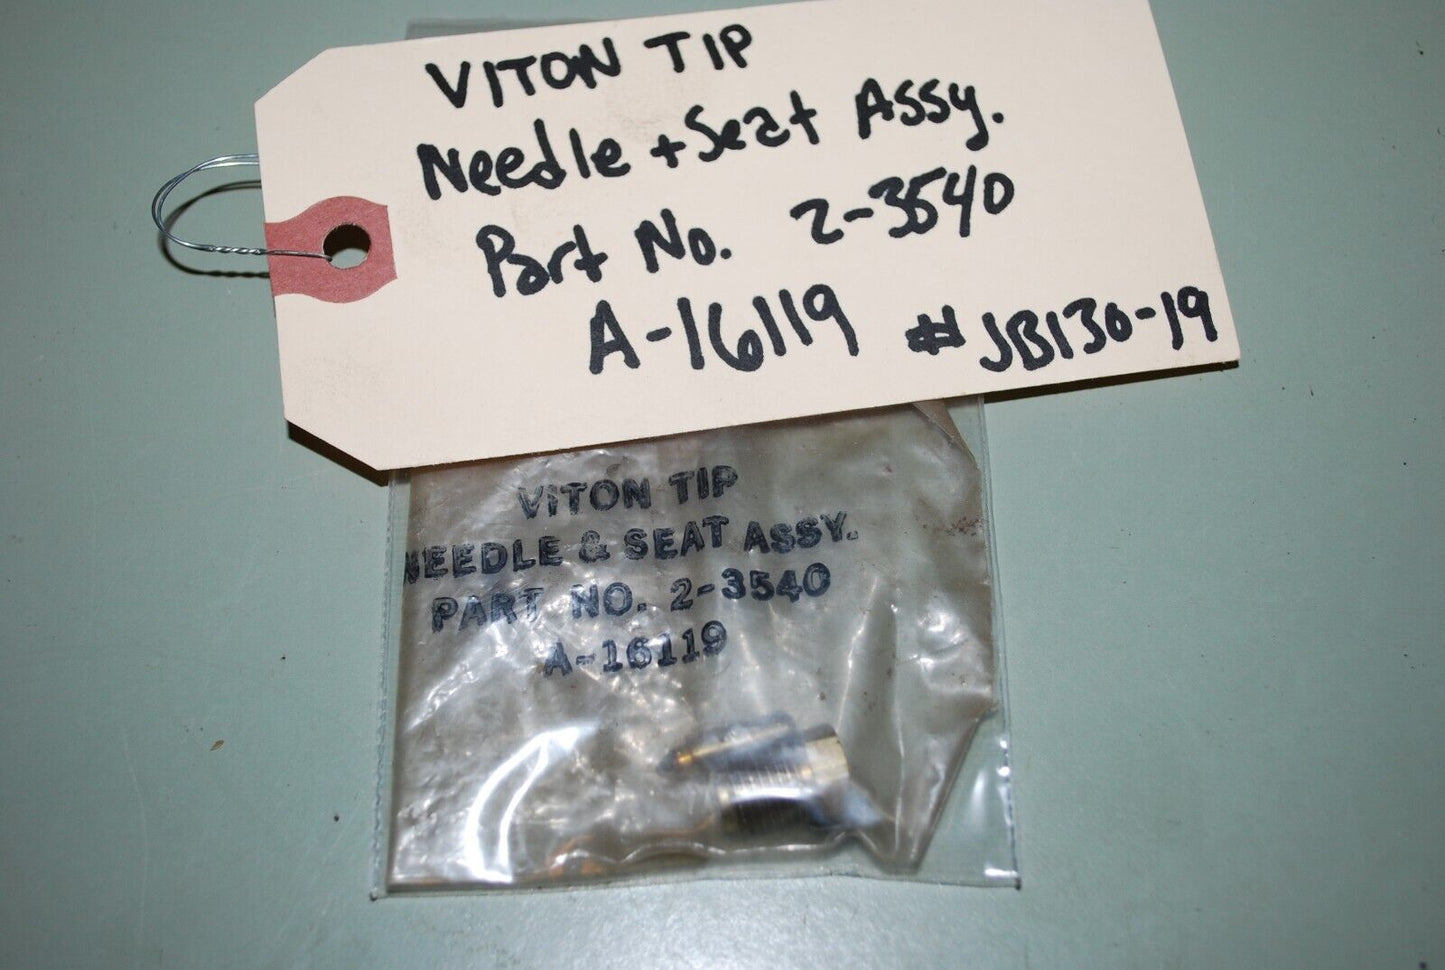 VITON TIP
Needle + Seat Assy.
Part No. 2-3540
A-16119 # JB130-19
VITON TIP
NEEDLE & SEAT ASSY.
PART NO. 2-3540
A-16119